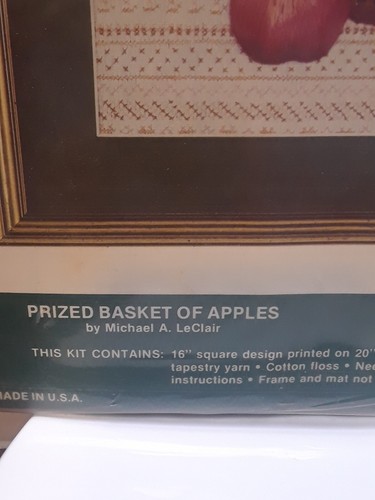 PRIZED BASKET OF APPLES
by Michael A. LeClair
THIS KIT CONTAINS: 16" square design printed on 20"
tapestry yarn • Cotton floss •
instructions • Frame and mat not
MADE IN U.S.A.